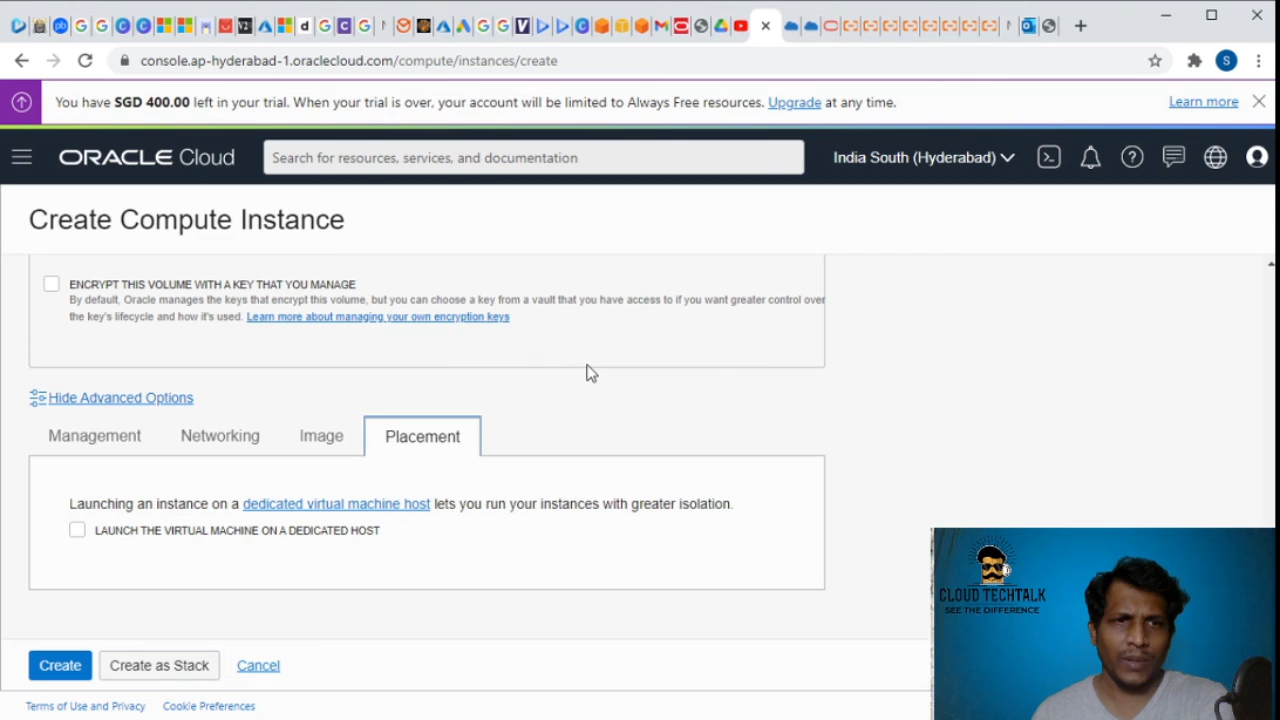 console.ap-hyderabad-1.oraclecloud.com/compute/instances/create
You have SGD 400.00 left in your trial. When your trial is over, your account will be limited to Always Free resources. Upgrade at any time.
Learn more
ORACLE Cloud
Search for resources, services, and documentation
India South (Hyderabad)
Create Compute Instance
ENCRYPT THIS VOLUME WITH A KEY THAT YOU MANAGE
By default, Oracle manages the keys that encrypt this volume, but you can choose a key from a vault that you have access to if you want greater control over
the key's lifecycle and how it's used. Learn more about managing your own encryption keys
Hide Advanced Options
Management
Networking
Image
Placement
Launching an instance on a dedicated virtual machine host lets you run your instances with greater isolation.
LAUNCH THE VIRTUAL MACHINE ON A DEDICATED HOST
Create
Create as Stack
Cancel
Terms of Use and Privacy
Cookie Preferences
CLOUD TECHTALK
SEE THE DIFFERENCE